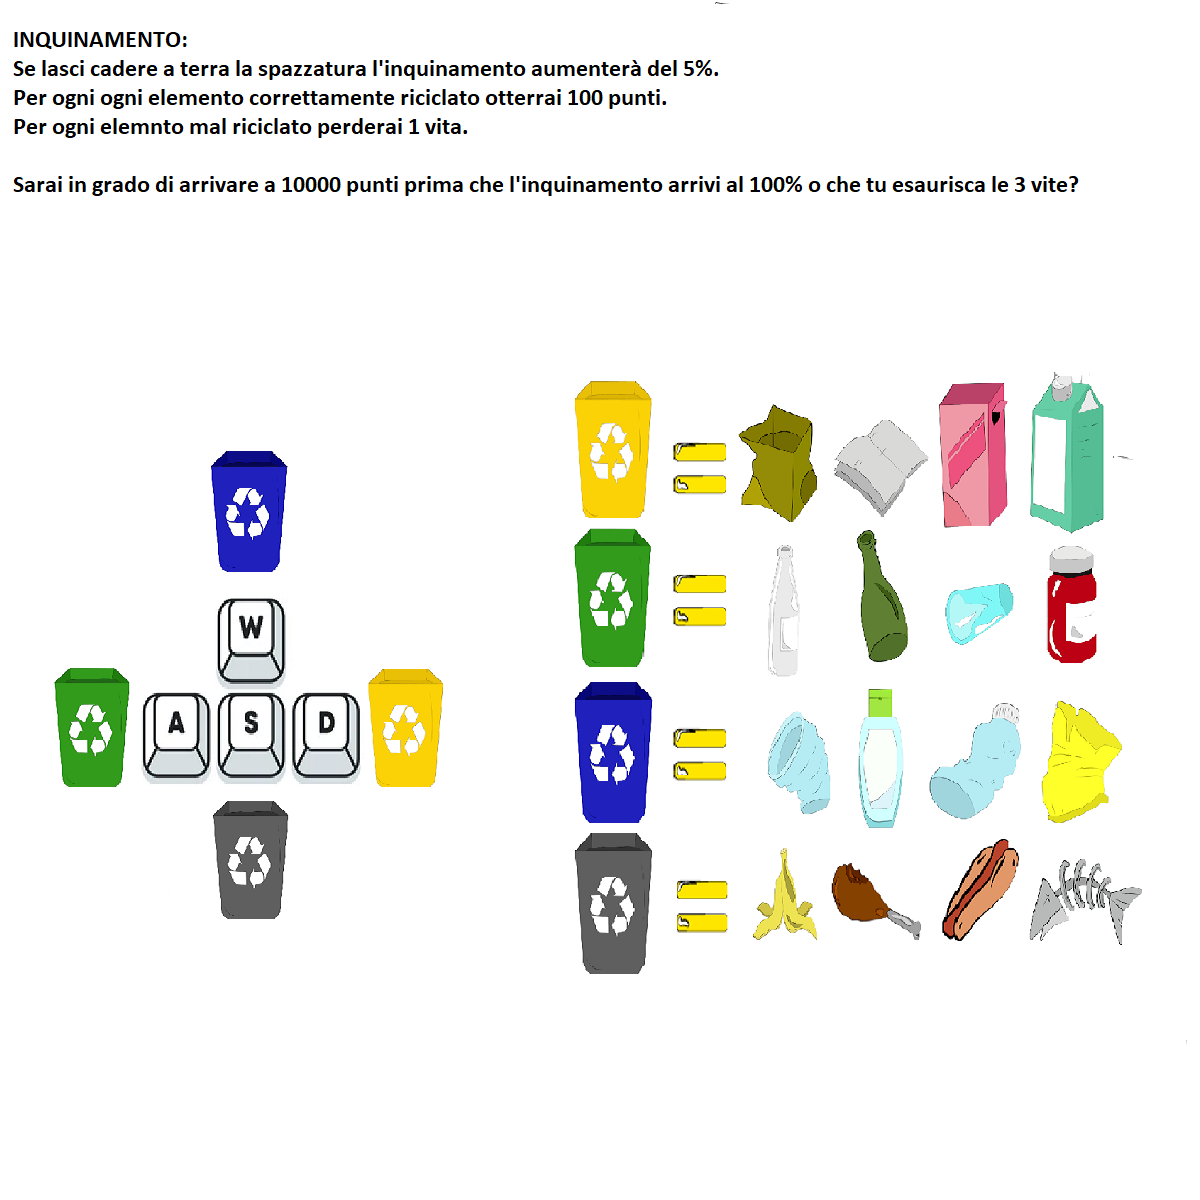 INQUINAMENTO:
Se lasci cadere a terra la spazzatura l'inquinamento aumenterà del 5%.
Per ogni ogni elemento correttamente riciclato otterrai 100 punti.
Per ogni elemnto mal riciclato perderai 1 vita.
Sarai in grado di arrivare a 10000 punti prima che l'inquinamento arrivi al 100% o che tu esaurisca le 3 vite?
W
A S D